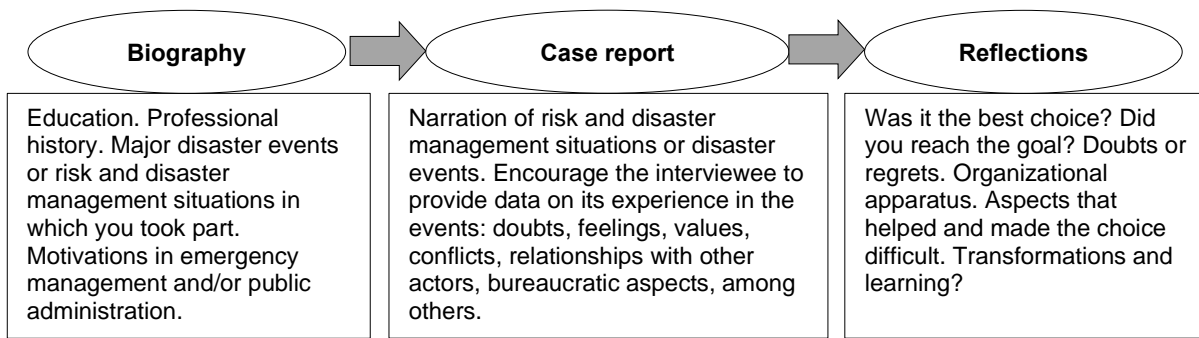 Biography
Case report
Reflections
Education. Professional
history. Major disaster events
or risk and disaster
management situations in
which you took part.
Motivations in emergency
management and/or public
administration.
Narration of risk and disaster
management situations or disaster
events. Encourage the interviewee to
provide data on its experience in the
events: doubts, feelings, values,
conflicts, relationships with other
actors, bureaucratic aspects, among
others.
Was it the best choice? Did
you reach the goal? Doubts or
regrets. Organizational
apparatus. Aspects that
helped and made the choice
difficult. Transformations and
learning?